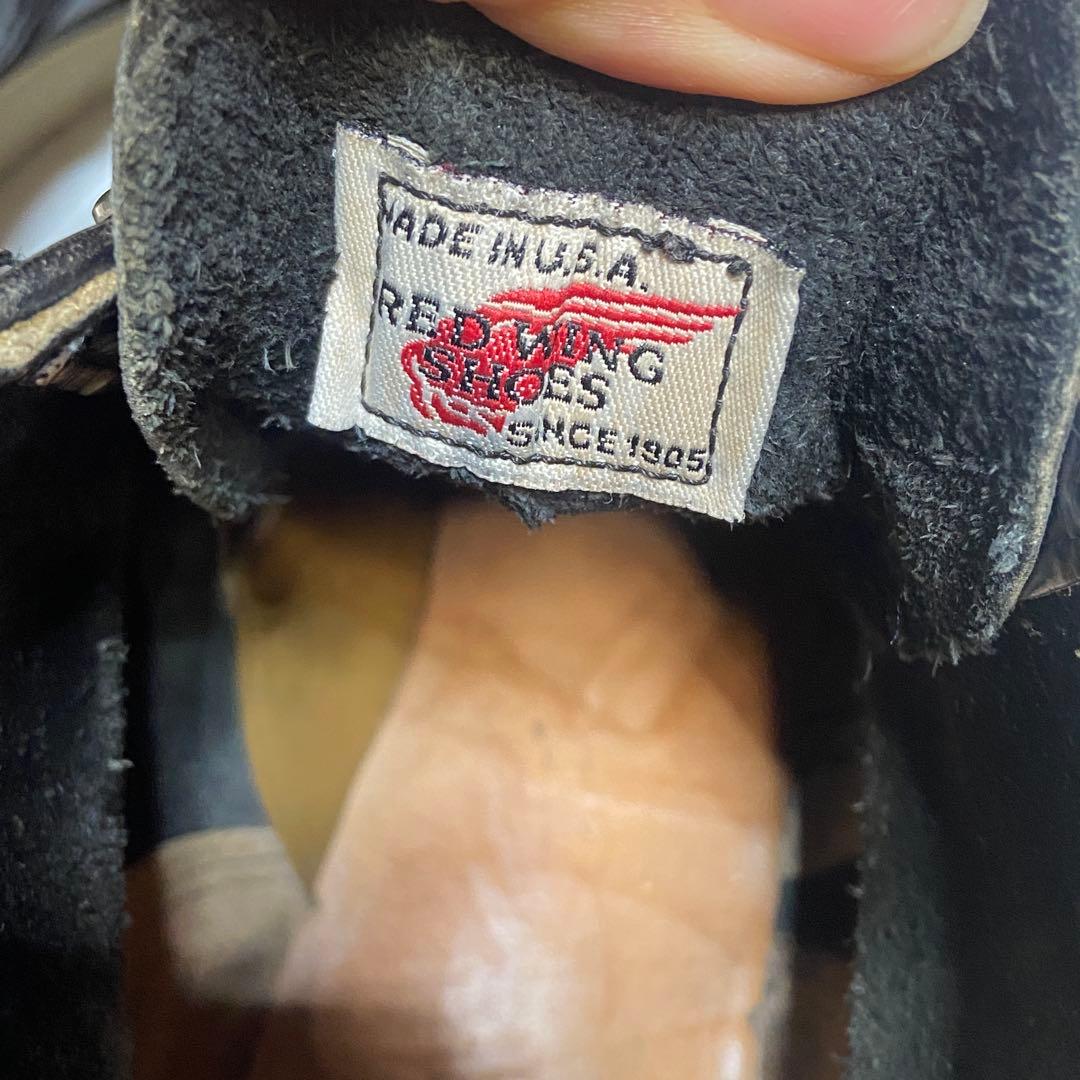 MADE IN U.S.A.
RED WING
SHOES
SINCE 1905